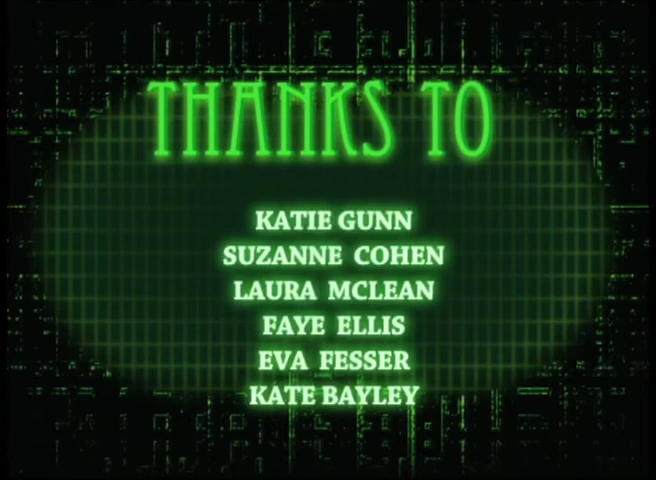 THANKS TO
KATIE GUNN
SUZANNE COHEN
LAURA MCLEAN
FAYE ELLIS
EVA FESSER
KATE BAYLEY